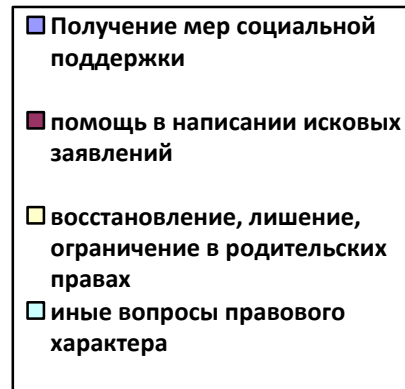 Получение мер социальной
поддержки
помощь в написании исковых
заявлений
восстановление, лишение,
ограничение в родительских
правах
иные вопросы правового
характера